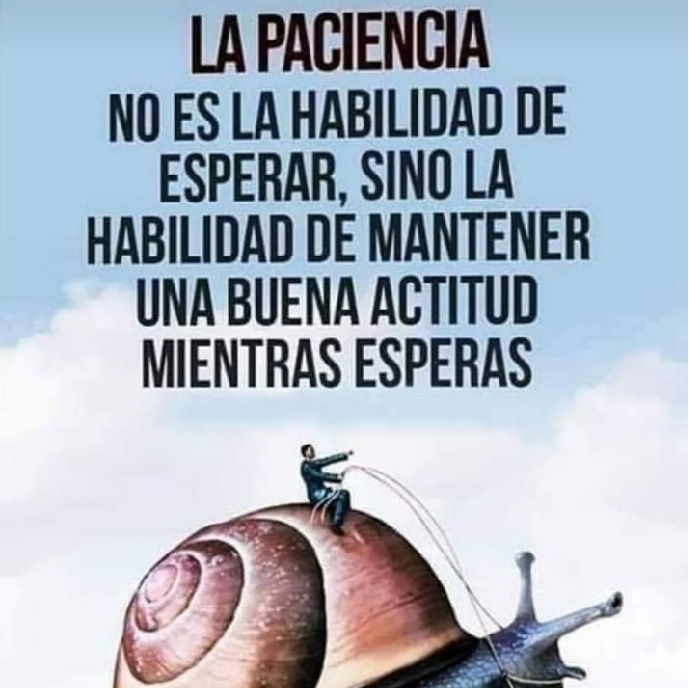 LA PACIENCIA
NO ES LA HABILIDAD DE
ESPERAR, SINO LA
HABILIDAD DE MANTENER
UNA BUENA ACTITUD
MIENTRAS ESPERAS